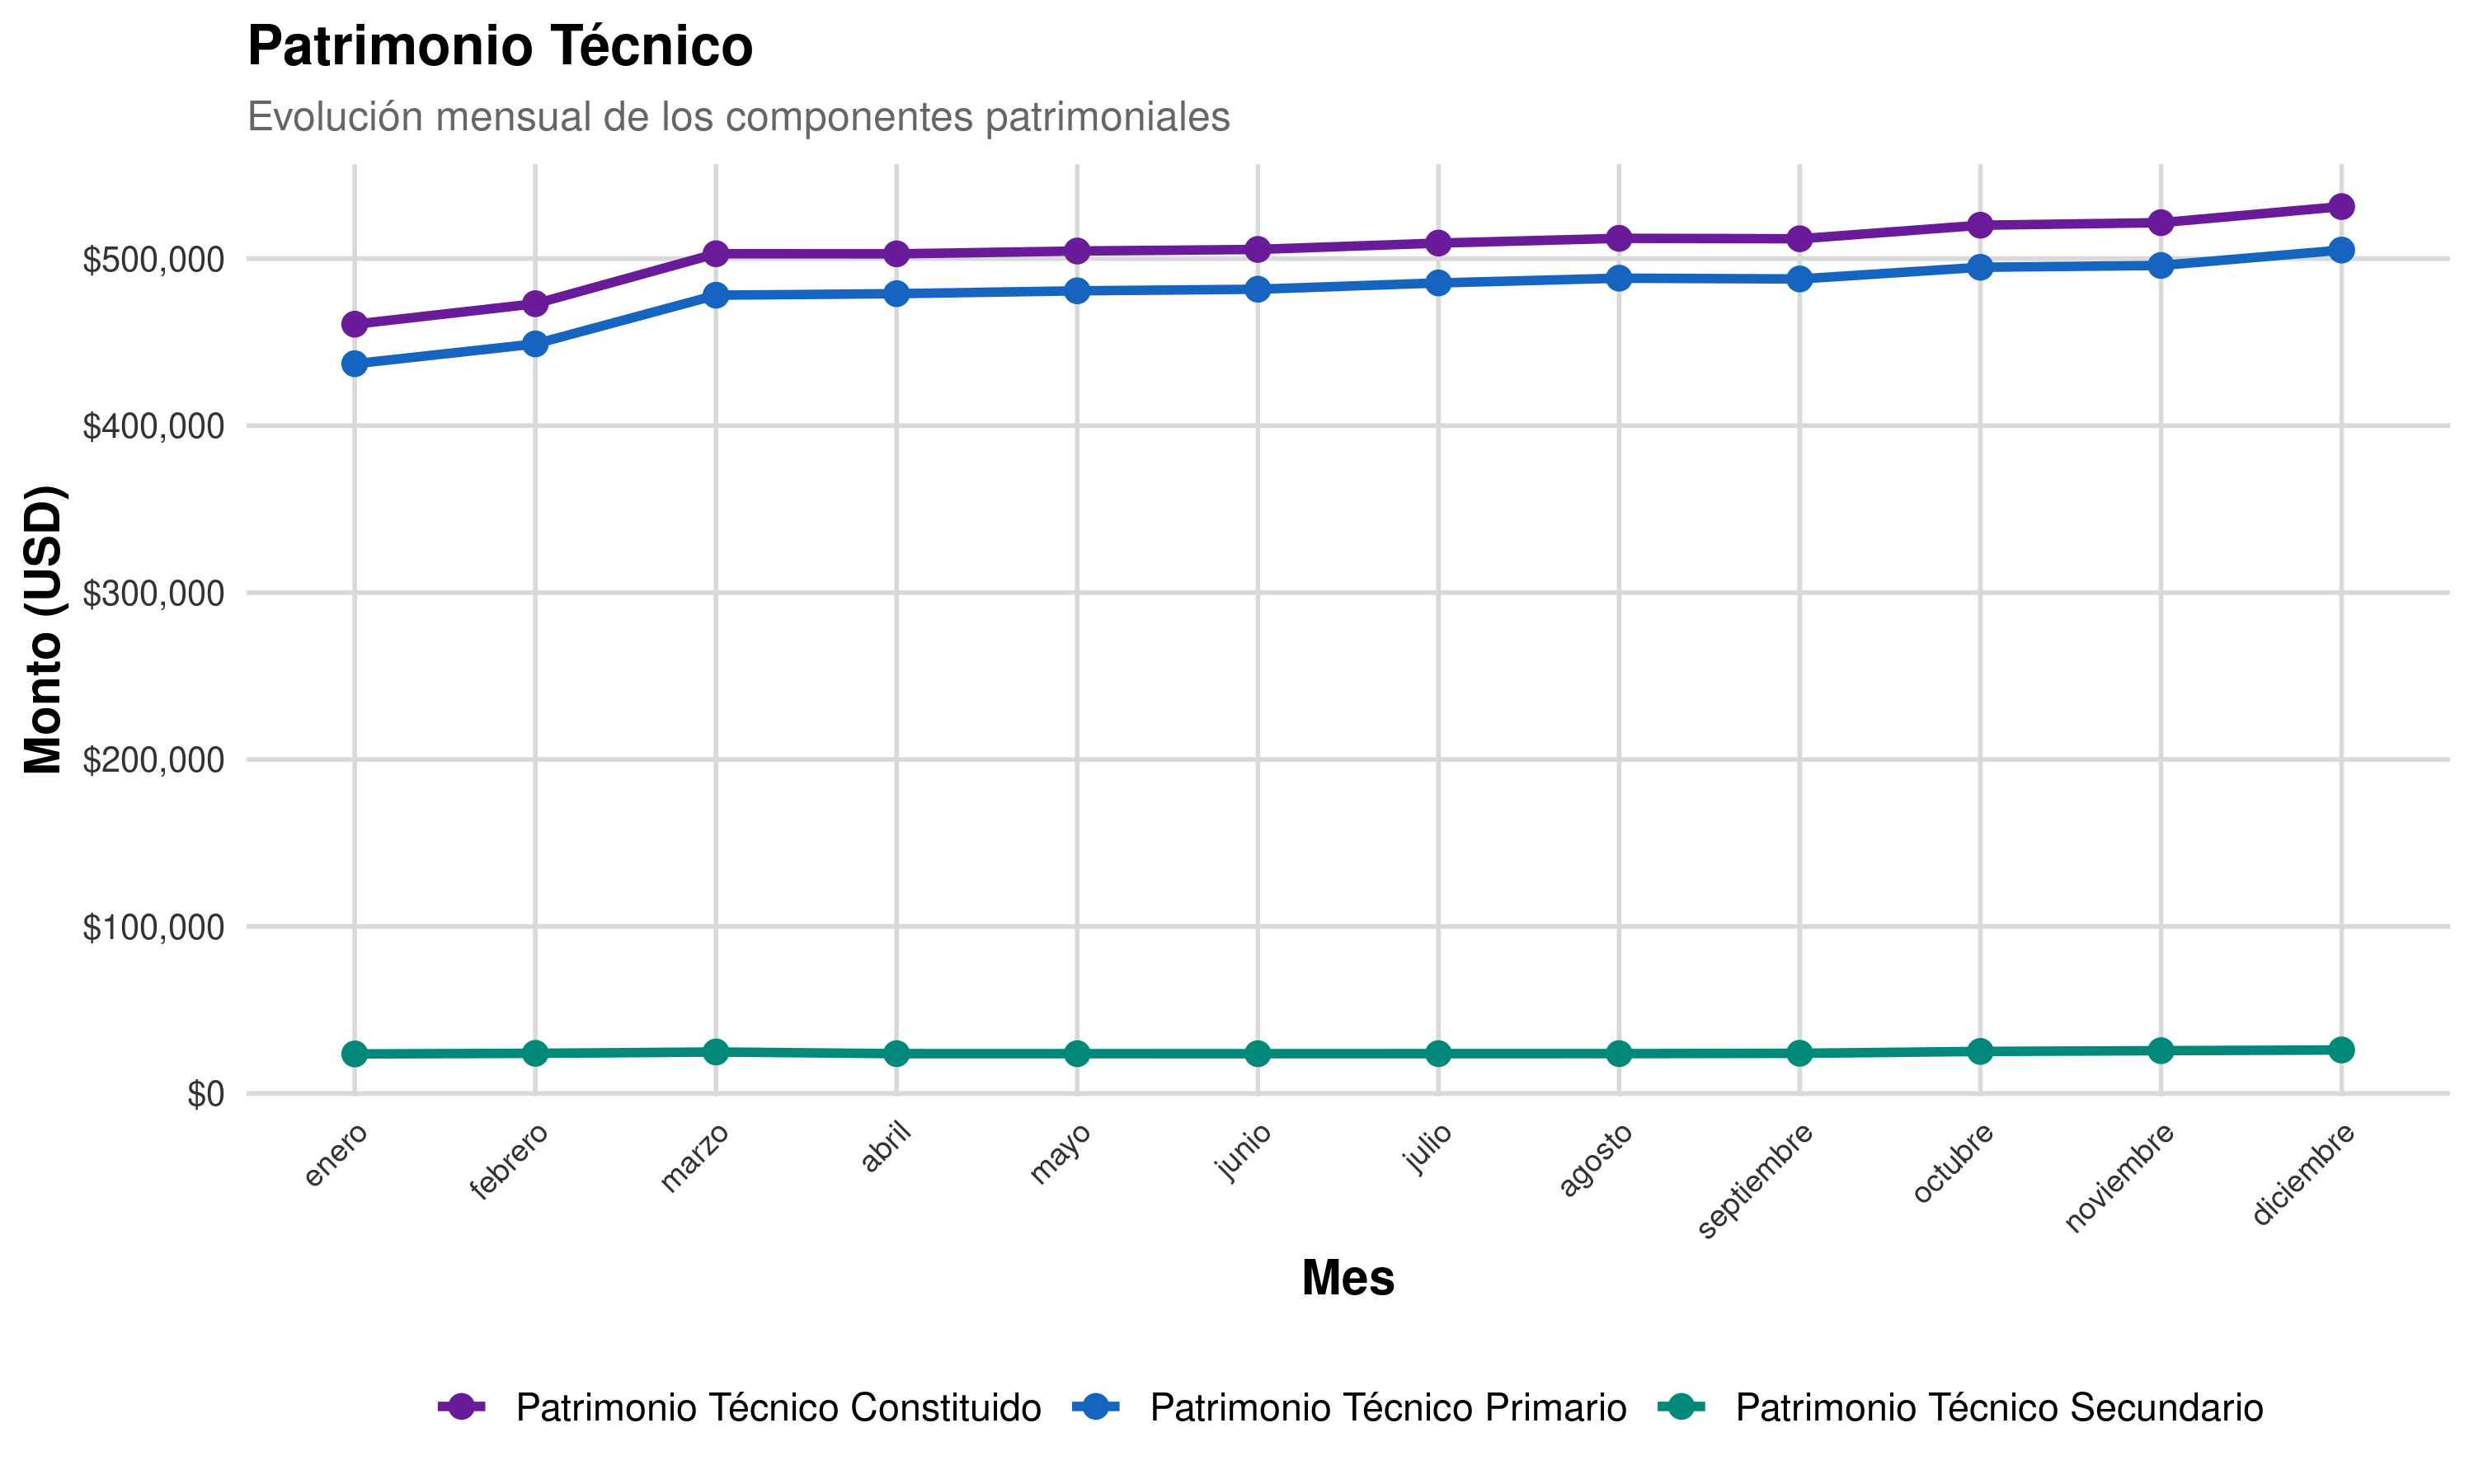 Patrimonio Técnico
Evolución mensual de los componentes patrimoniales
Monto (USD)
$500,000
$400,000
$300,000
$200,000
$100,000
$0
enero
febrero
marzo
abril
mayo
junio
julio
agosto
septiembre
octubre
noviembre
diciembre
Mes
Patrimonio Técnico Constituido
Patrimonio Técnico Primario
Patrimonio Técnico Secundario